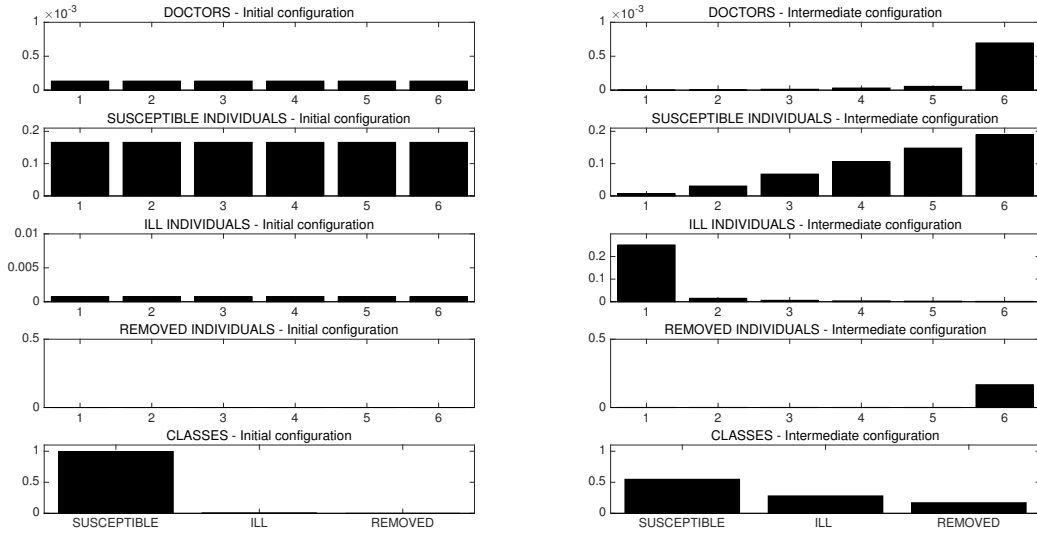 ×10⁻³ DOCTORS - Initial configuration
1
0.5
0
1 2 3 4 5 6
SUSCEPTIBLE INDIVIDUALS - Initial configuration
0.2
0.1
0
1 2 3 4 5 6
ILL INDIVIDUALS - Initial configuration
0.01
0.005
0
1 2 3 4 5 6
REMOVED INDIVIDUALS - Initial configuration
0.5
0
1 2 3 4 5 6
CLASSES - Initial configuration
1
0.5
0
SUSCEPTIBLE ILL REMOVED
×10⁻³ DOCTORS - Intermediate configuration
1
0.5
0
1 2 3 4 5 6
SUSCEPTIBLE INDIVIDUALS - Intermediate configuration
0.2
0.1
0
1 2 3 4 5 6
ILL INDIVIDUALS - Intermediate configuration
0.2
0.1
0
1 2 3 4 5 6
REMOVED INDIVIDUALS - Intermediate configuration
0.5
0
1 2 3 4 5 6
CLASSES - Intermediate configuration
1
0.5
0
SUSCEPTIBLE ILL REMOVED